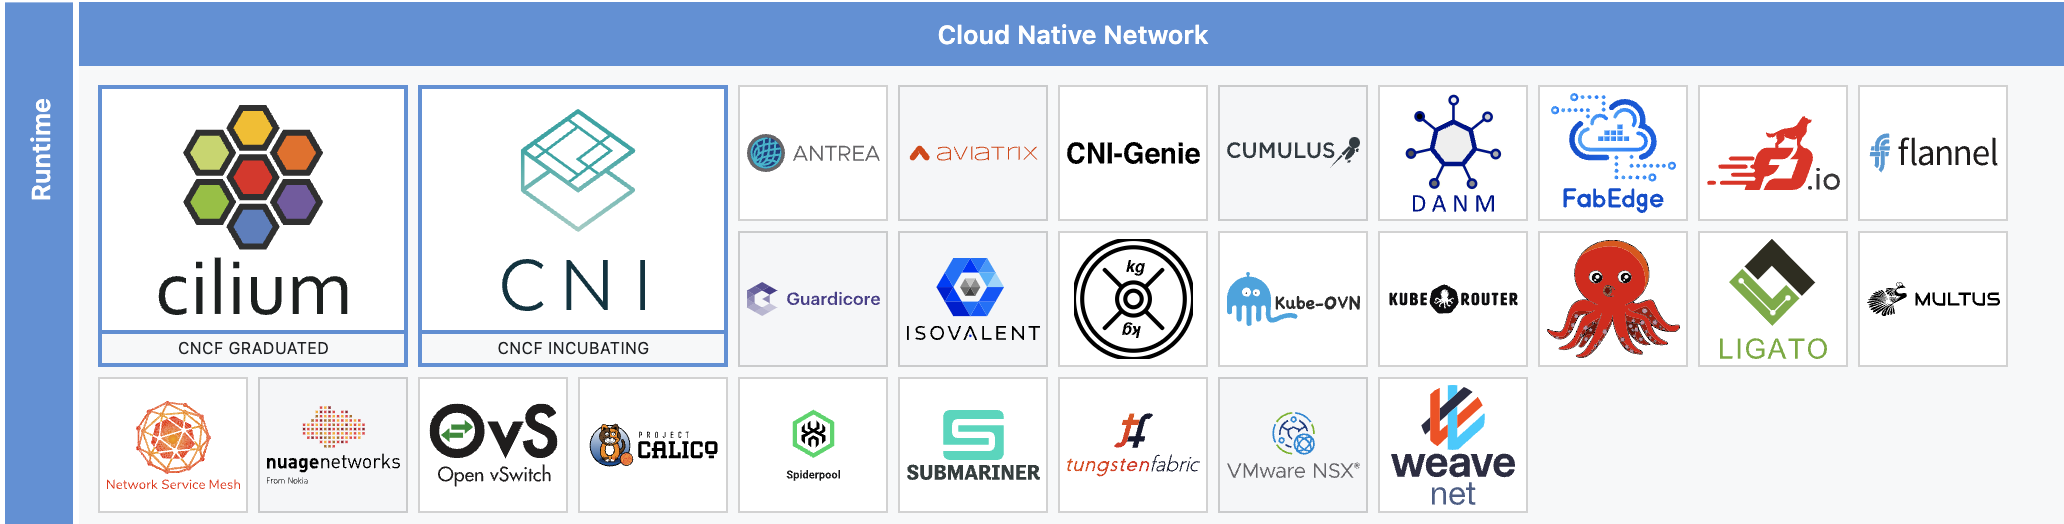 Cloud Native Network
Runtime
cilium
CNCF GRADUATED
CNI
CNCF INCUBATING
ANTREA
aviatrix
CNI-Genie
CUMULUS
DANM
FabEdge
FD.io
flannel
Guardicore
ISOVALENT
kg
kg
Kube-OVN
KUBE ROUTER
LIGATO
MULTUS
Network Service Mesh
nuagenetworks
From Nokia
OvS
Open vSwitch
PROJECT
CALICO
Spiderpool
SUBMARINER
tf
tungstenfabric
VMware NSX®
weave
net